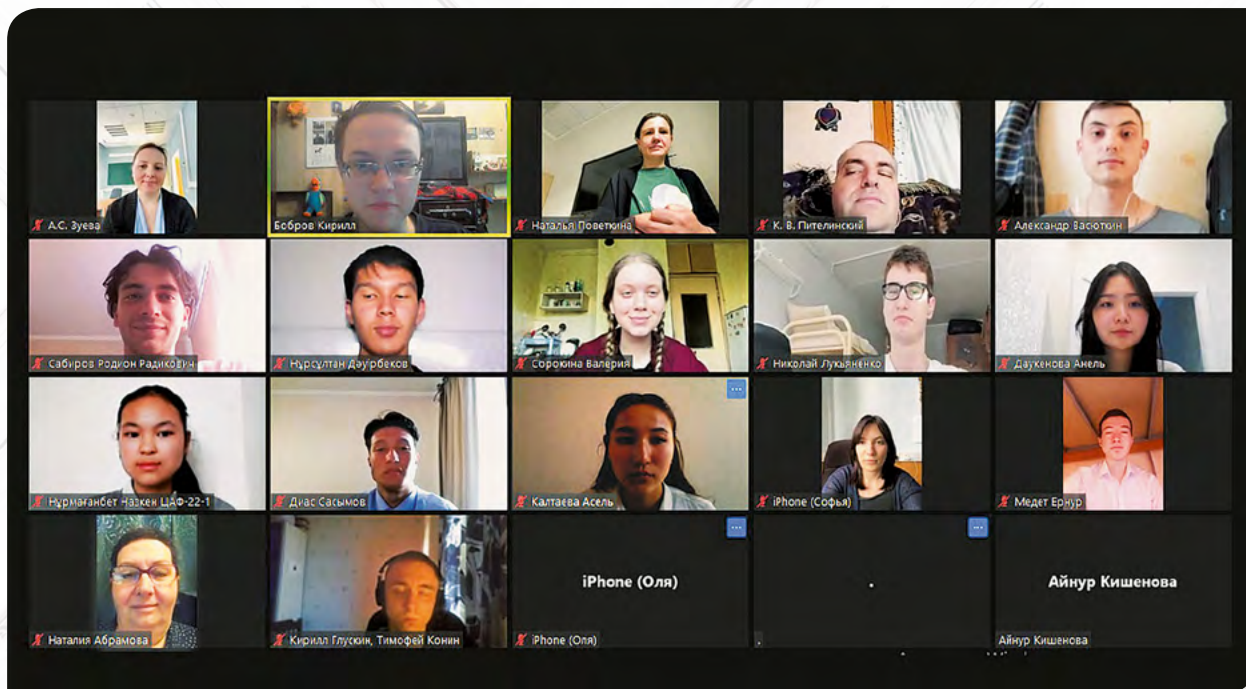 А.С. Зуева
Бобров Кирилл
Наталья Поветкина
К. В. Пителинский
Александр Васюткин
Сабиров Родион Радикович
Нұрсұлтан Дәуірбеков
Сорокина Валерия
Николай Лукьяненко
Даукенова Анель
Нұрмағанбет Назкен ЦАФ-22-1
Диас Сасымов
Калтаева Асель
iPhone (Софья)
Медет Ернур
Наталия Абрамова
Кирилл Глускин, Тимофей Конин
iPhone (Оля)
iPhone (Оля)
.
.
Айнур Кишенова
Айнур Кишенова